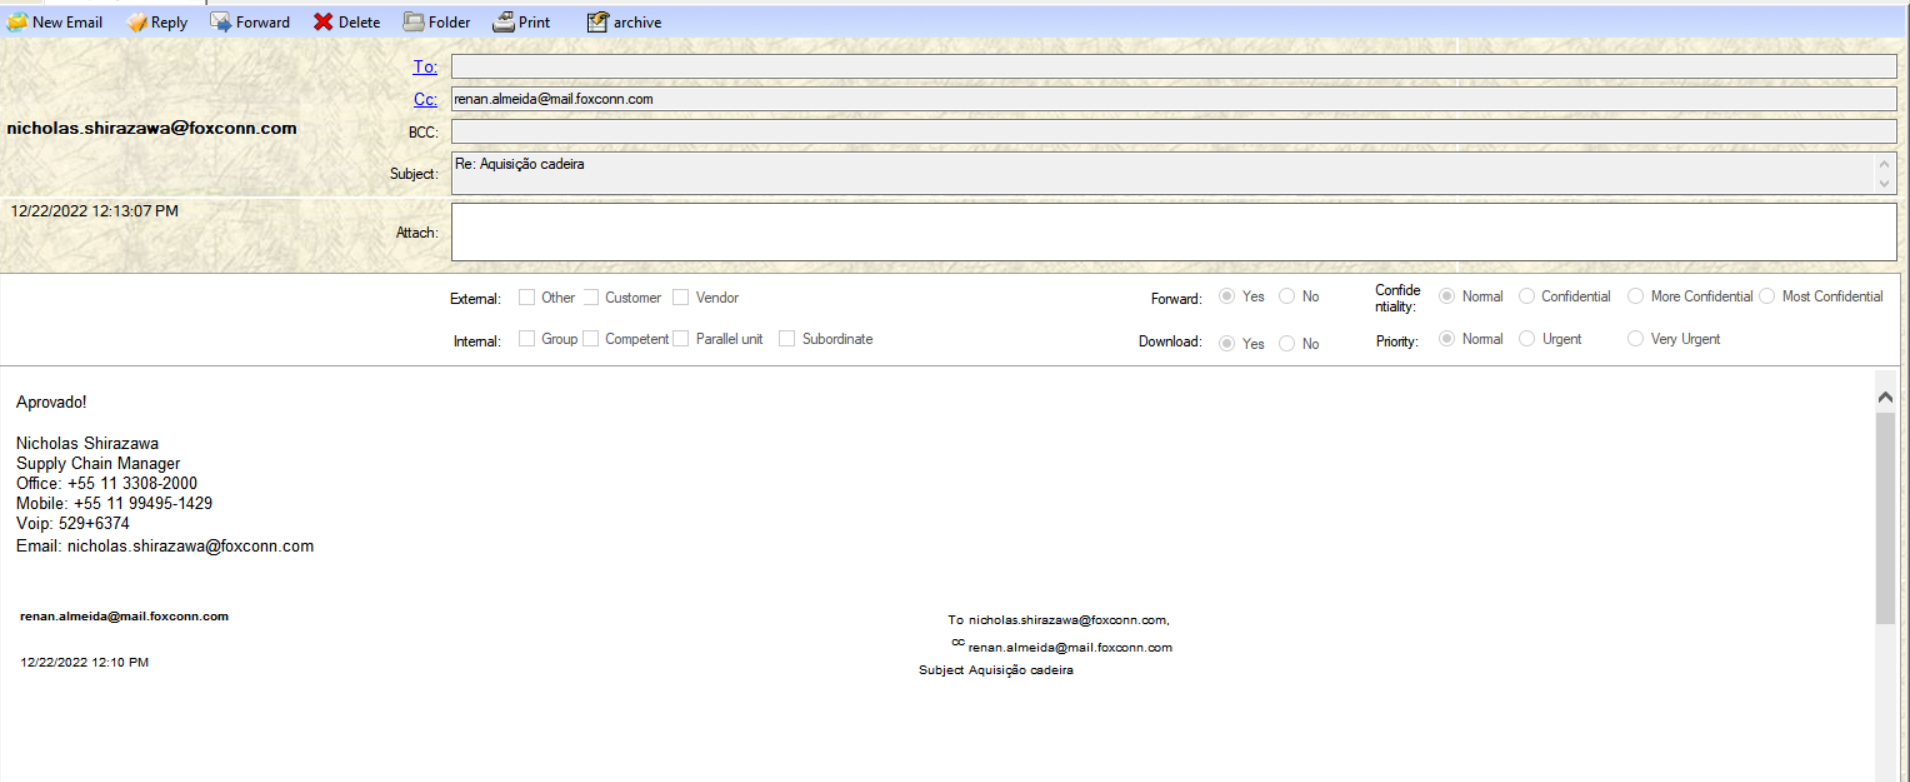 New Email Reply Forward Delete Folder Print archive
To:
Cc: renan.almeida@mail.foxconn.com
nicholas.shirazawa@foxconn.com
BCC:
Subject: Re: Aquisição cadeira
12/22/2022 12:13:07 PM
Attach:
External: Other Customer Vendor Forward: Yes No Confide ntiality: Normal Confidential More Confidential Most Confidential
Internal: Group Competent Parallel unit Subordinate Download: Yes No Priority: Normal Urgent Very Urgent
Aprovado!
Nicholas Shirazawa
Supply Chain Manager
Office: +55 11 3308-2000
Mobile: +55 11 99495-1429
Voip: 529+6374
Email: nicholas.shirazawa@foxconn.com
renan.almeida@mail.foxconn.com
To nicholas.shirazawa@foxconn.com,
cc renan.almeida@mail.foxconn.com
12/22/2022 12:10 PM
Subject Aquisição cadeira